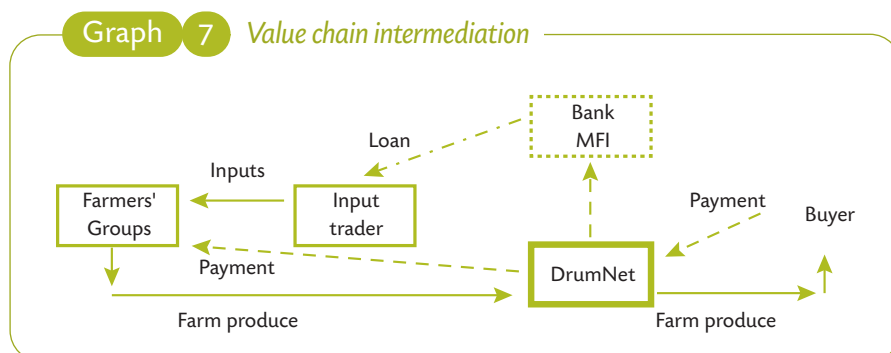 Graph 7 Value chain intermediation
Bank
MFI
Loan
Inputs
Farmers'
Groups
Input
trader
Payment
Buyer
Payment
DrumNet
Farm produce
Farm produce